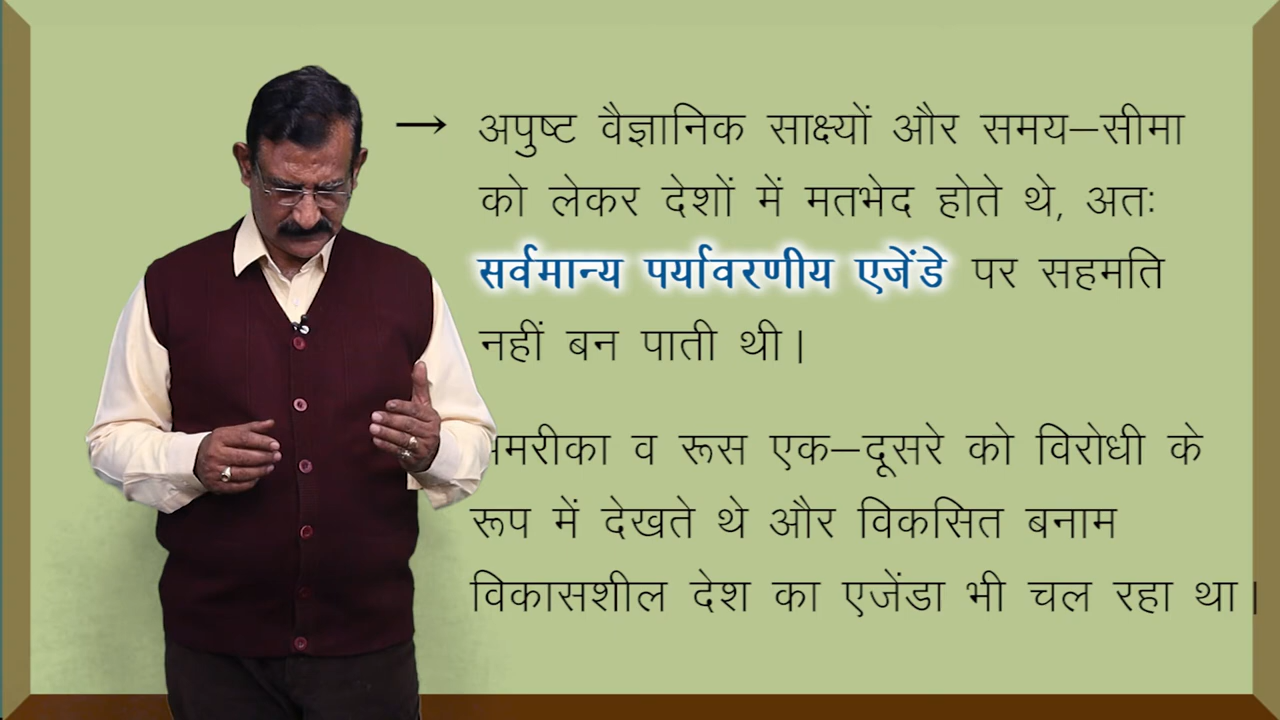 → अपुष्ट वैज्ञानिक साक्ष्यों और समय–सीमा
को लेकर देशों में मतभेद होते थे, अतः
सर्वमान्य पर्यावरणीय एजेंडे पर सहमति
नहीं बन पाती थी।
व रूस एक–दूसरे को विरोधी के
रूप में देखते थे और विकसित बनाम
विकासशील देश का एजेंडा भी चल रहा था।